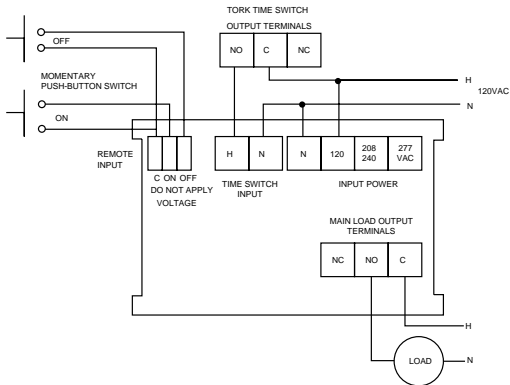 TORK TIME SWITCH
OUTPUT TERMINALS
NO C NC
OFF
MOMENTARY
PUSH-BUTTON SWITCH
ON
H
120VAC
N
REMOTE
INPUT
C ON OFF
DO NOT APPLY
VOLTAGE
H N
TIME SWITCH
INPUT
N 120 208 240 277 VAC
INPUT POWER
MAIN LOAD OUTPUT
TERMINALS
NC NO C
H
LOAD N